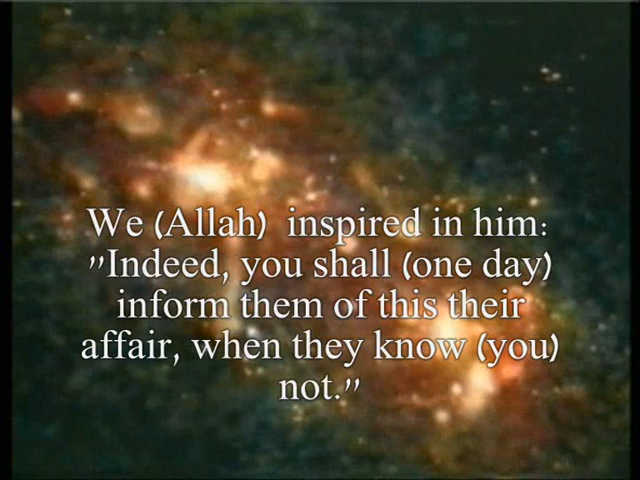 We (Allah)  inspired in him:
"Indeed, you shall (one day)
inform them of this their
affair, when they know (you)
not."